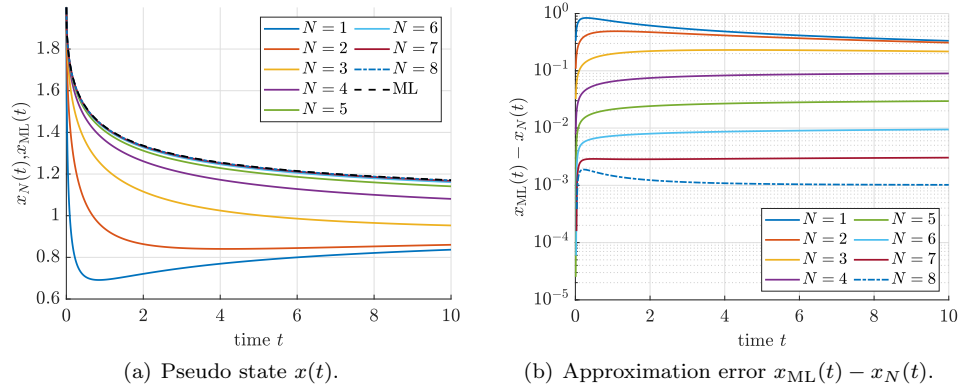 x_N(t), x_ML(t)
1.8
1.6
1.4
1.2
1
0.8
0.6
0 2 4 6 8 10
time t
N = 1 N = 6
N = 2 N = 7
N = 3 N = 8
N = 4 ML
N = 5
(a) Pseudo state x(t).
x_ML(t) − x_N(t)
10^0
10^−1
10^−2
10^−3
10^−4
10^−5
0 2 4 6 8 10
time t
N = 1 N = 5
N = 2 N = 6
N = 3 N = 7
N = 4 N = 8
(b) Approximation error x_ML(t) − x_N(t).